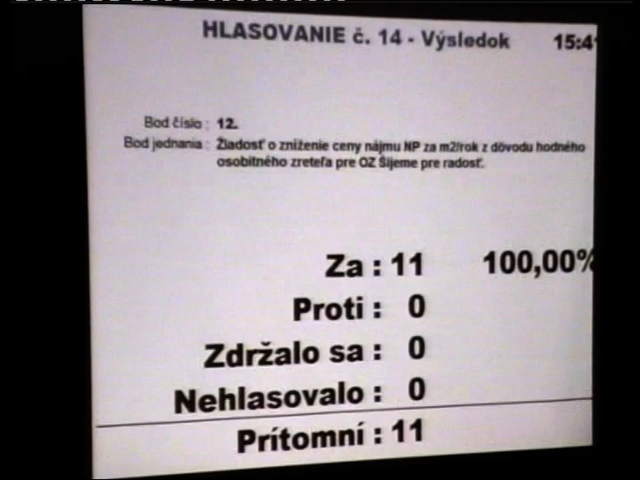 HLASOVANIE č. 14 - Výsledok 15:4
Bod číslo : 12.
Bod jednania : Žiadosť o zníženie ceny nájmu NP za m2/rok z dôvodu hodného
osobitného zreteľa pre OZ Šijeme pre radosť.
Za : 11 100,00%
Proti : 0
Zdržalo sa : 0
Nehlasovalo : 0
Prítomní : 11